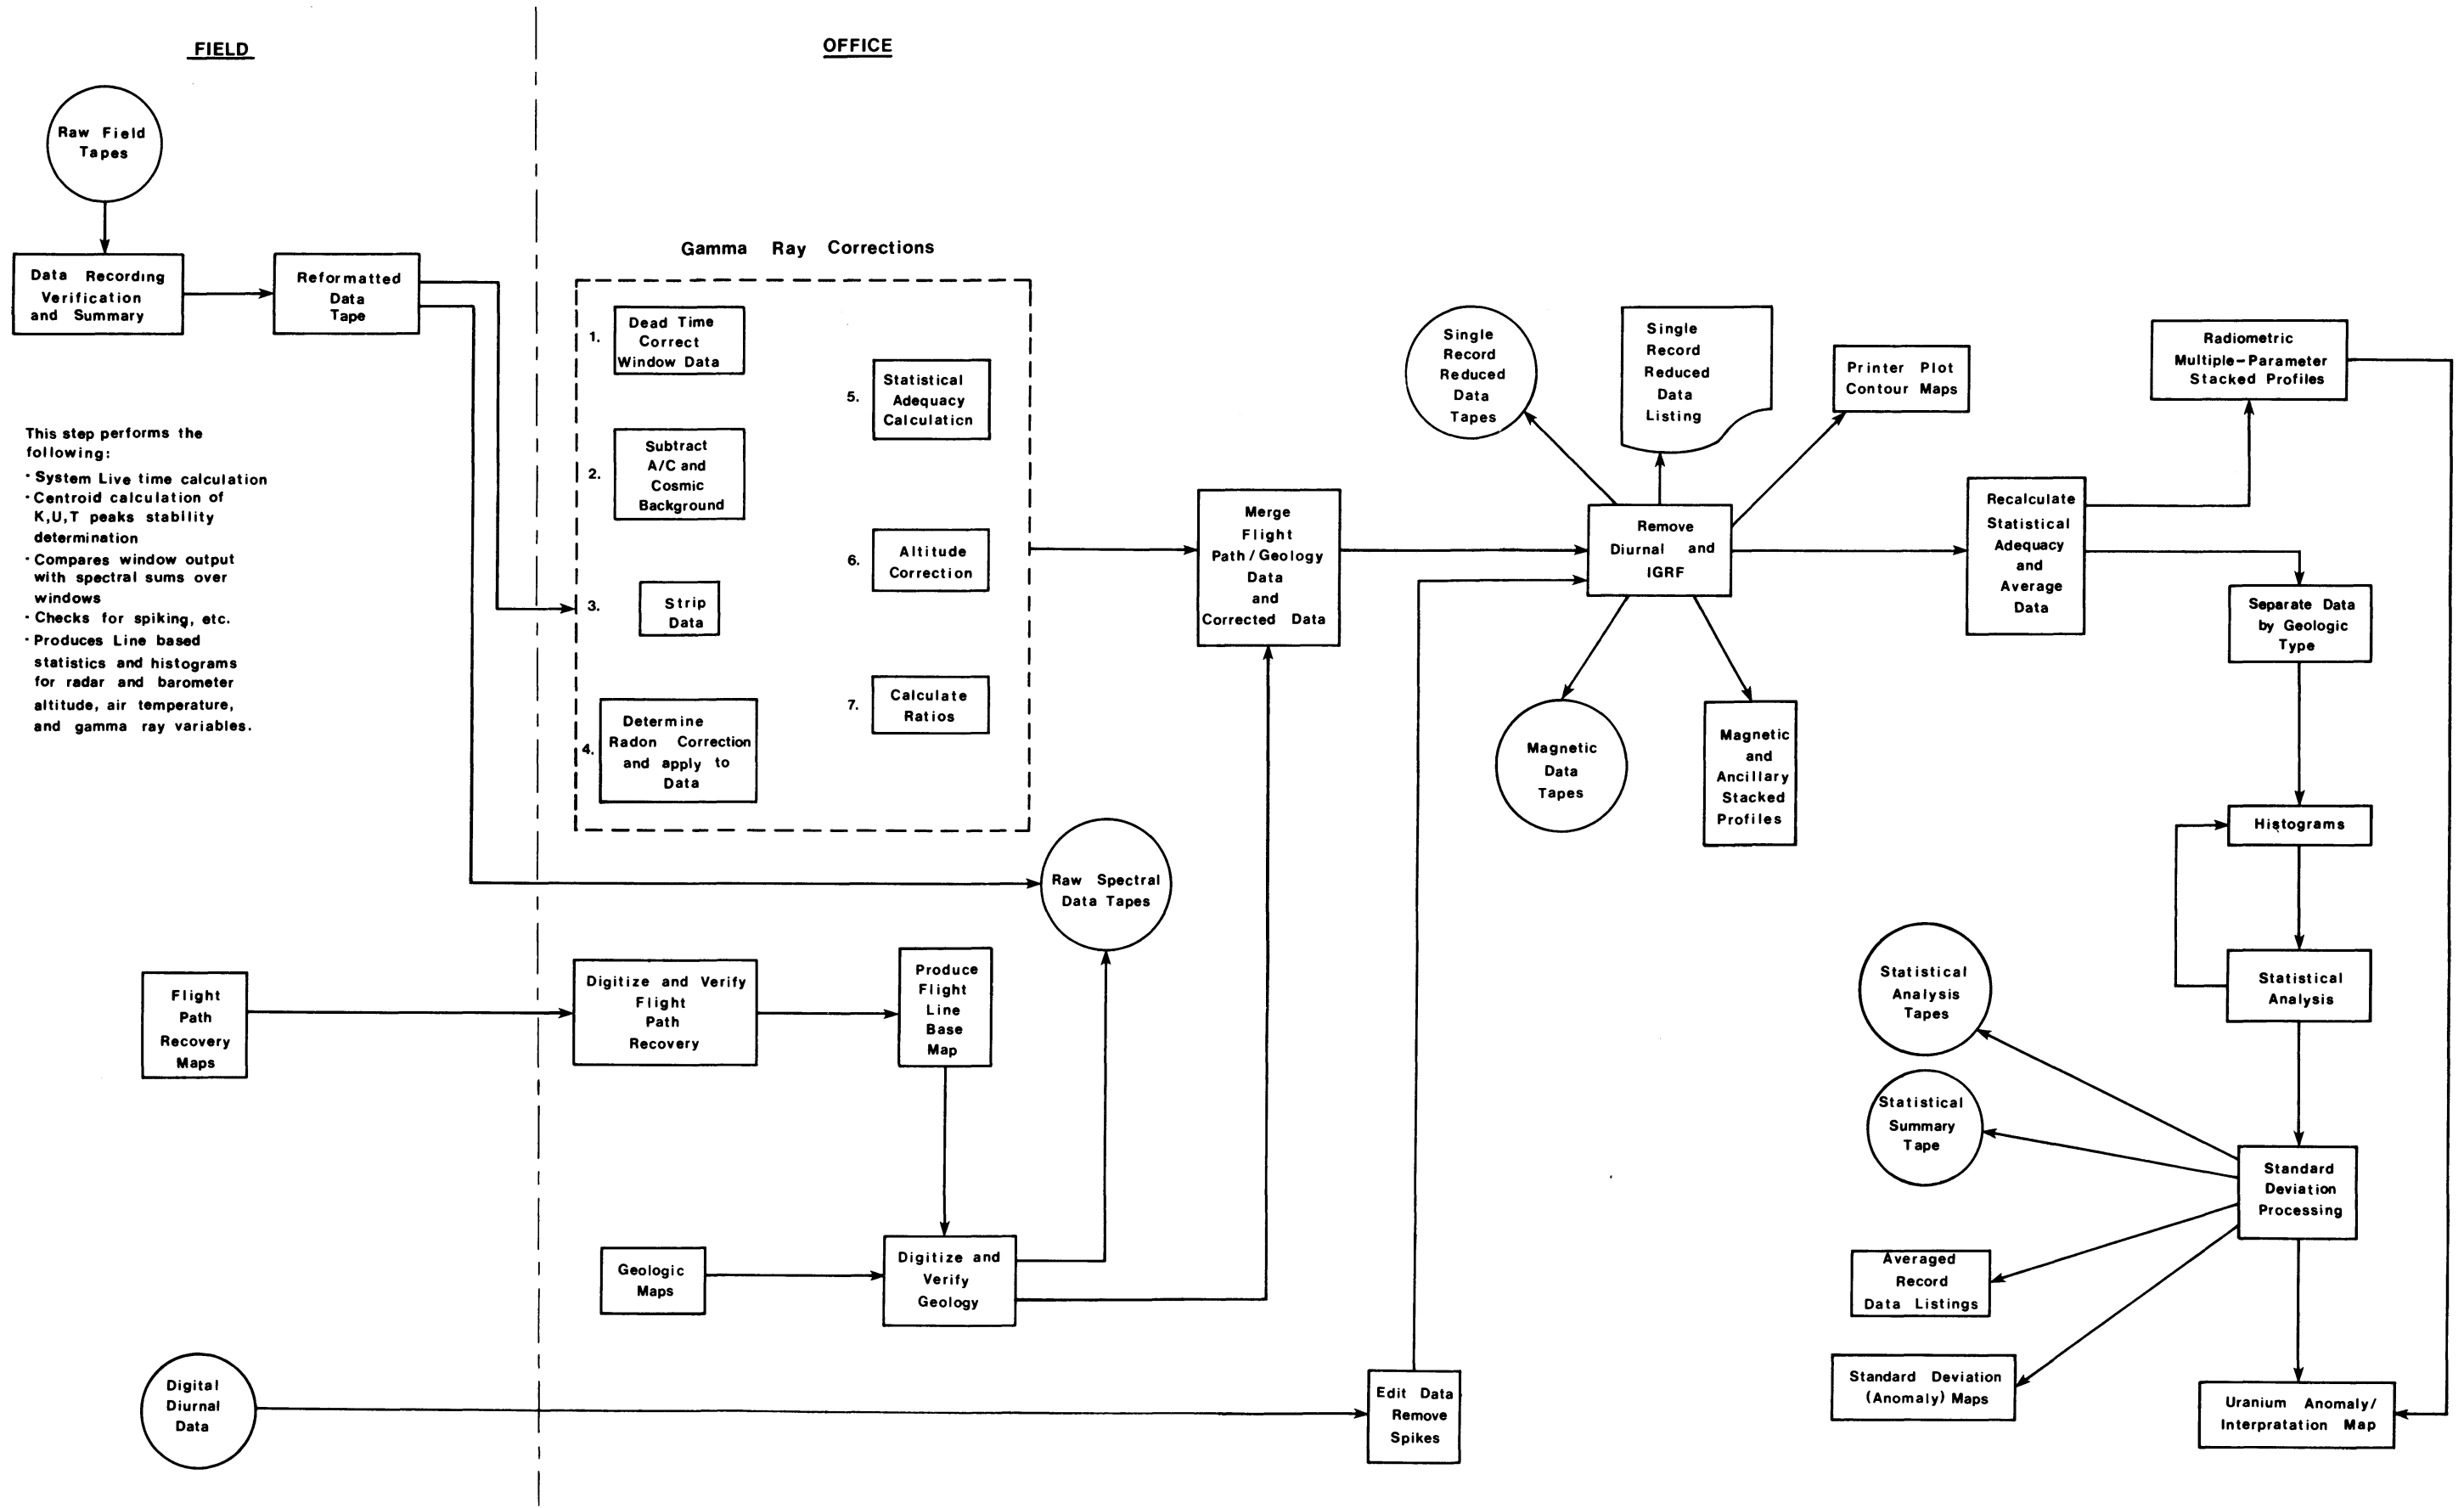 FIELD
OFFICE
Raw Field
Tapes
Data Recording
Verification
and Summary
Reformatted
Data
Tape
This step performs the
following:
· System Live time calculation
· Centroid calculation of
K,U,T peaks stability
determination
· Compares window output
with spectral sums over
windows
· Checks for spiking, etc.
· Produces Line based
statistics and histograms
for radar and barometer
altitude, air temperature,
and gamma ray variables.
Gamma Ray Corrections
1.
Dead Time
Correct
Window Data
2.
Subtract
A/C and
Cosmic
Background
3.
Strip
Data
4.
Determine
Radon Correction
and apply to
Data
5.
Statistical
Adequacy
Calculation
6.
Altitude
Correction
7.
Calculate
Ratios
Raw Spectral
Data Tapes
Flight
Path
Recovery
Maps
Digitize and Verify
Flight
Path
Recovery
Produce
Flight
Line
Base
Map
Geologic
Maps
Digitize and
Verify
Geology
Digital
Diurnal
Data
Edit Data
Remove
Spikes
Merge
Flight
Path/Geology
Data
and
Corrected Data
Single
Record
Reduced
Data
Tapes
Single
Record
Reduced
Data
Listing
Printer Plot
Contour Maps
Remove
Diurnal and
IGRF
Magnetic
Data
Tapes
Magnetic
and
Ancillary
Stacked
Profiles
Recalculate
Statistical
Adequacy
and
Average
Data
Radiometric
Multiple-Parameter
Stacked Profiles
Separate Data
by Geologic
Type
Histograms
Statistical
Analysis
Statistical
Analysis
Tapes
Statistical
Summary
Tape
Standard
Deviation
Processing
Averaged
Record
Data Listings
Standard Deviation
(Anomaly) Maps
Uranium Anomaly/
Interpratation Map